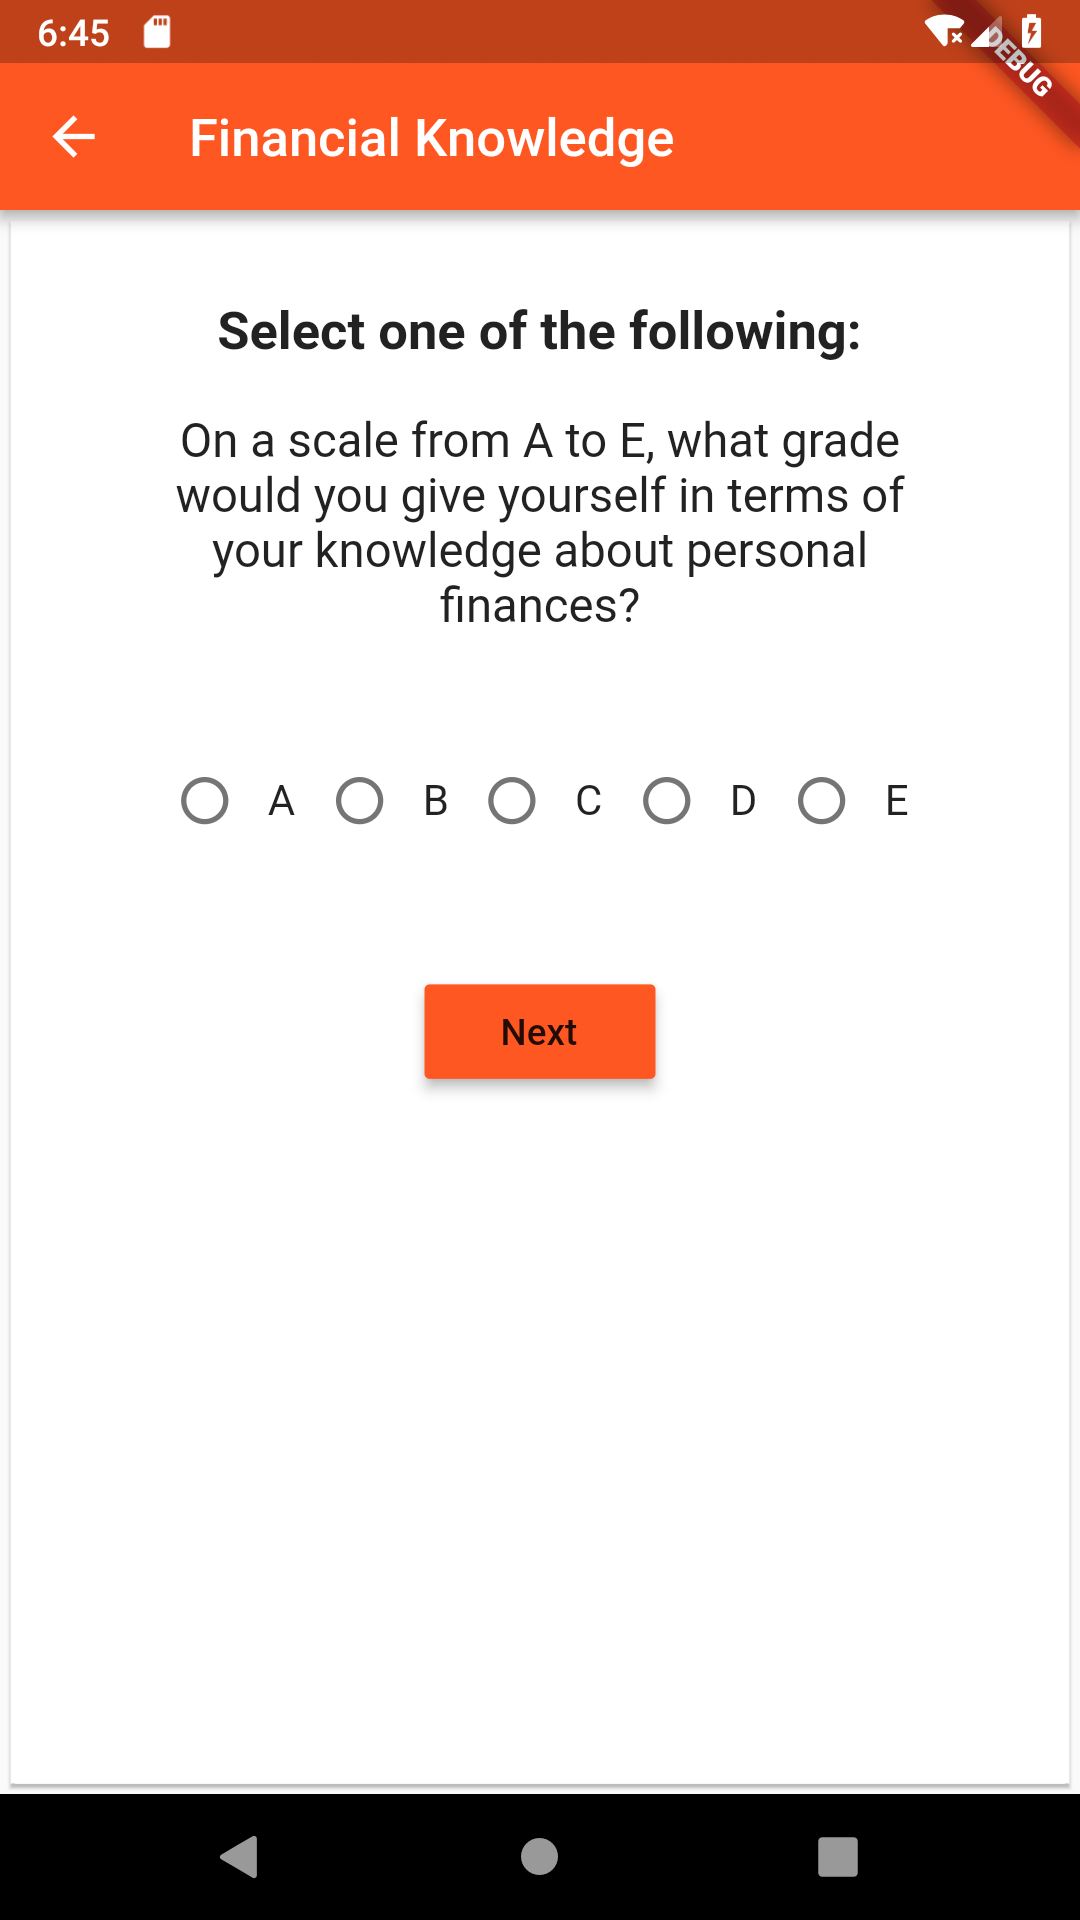 6:45
DEBUG
Financial Knowledge
Select one of the following:
On a scale from A to E, what grade
would you give yourself in terms of
your knowledge about personal
finances?
A B C D E
Next